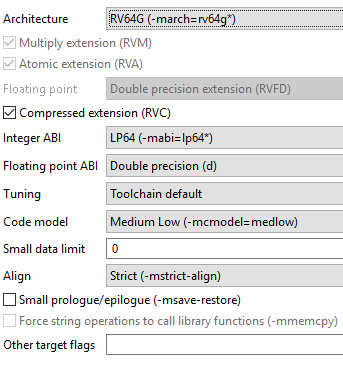 Architecture RV64G (-march=rv64g*)
Multiply extension (RVM)
Atomic extension (RVA)
Floating point Double precision extension (RVFD)
Compressed extension (RVC)
Integer ABI LP64 (-mabi=lp64*)
Floating point ABI Double precision (d)
Tuning Toolchain default
Code model Medium Low (-mcmodel=medlow)
Small data limit 0
Align Strict (-mstrict-align)
Small prologue/epilogue (-msave-restore)
Force string operations to call library functions (-mmemcpy)
Other target flags